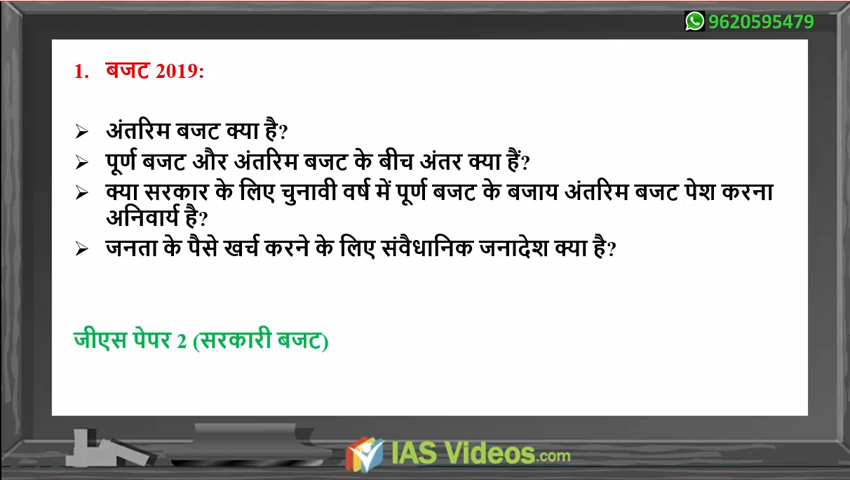 9620595479
1. बजट 2019:
➢ अंतरिम बजट क्या है?
➢ पूर्ण बजट और अंतरिम बजट के बीच अंतर क्या हैं?
➢ क्या सरकार के लिए चुनावी वर्ष में पूर्ण बजट के बजाय अंतरिम बजट पेश करना
अनिवार्य है?
➢ जनता के पैसे खर्च करने के लिए संवैधानिक जनादेश क्या है?
जीएस पेपर 2 (सरकारी बजट)
IAS Videos.com